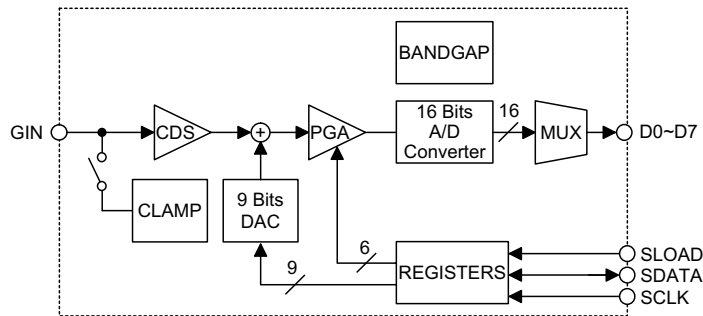 BANDGAP
GIN
CDS
+
PGA
16 Bits
A/D
Converter
16
MUX
D0~D7
CLAMP
9 Bits
DAC
6
9
REGISTERS
SLOAD
SDATA
SCLK